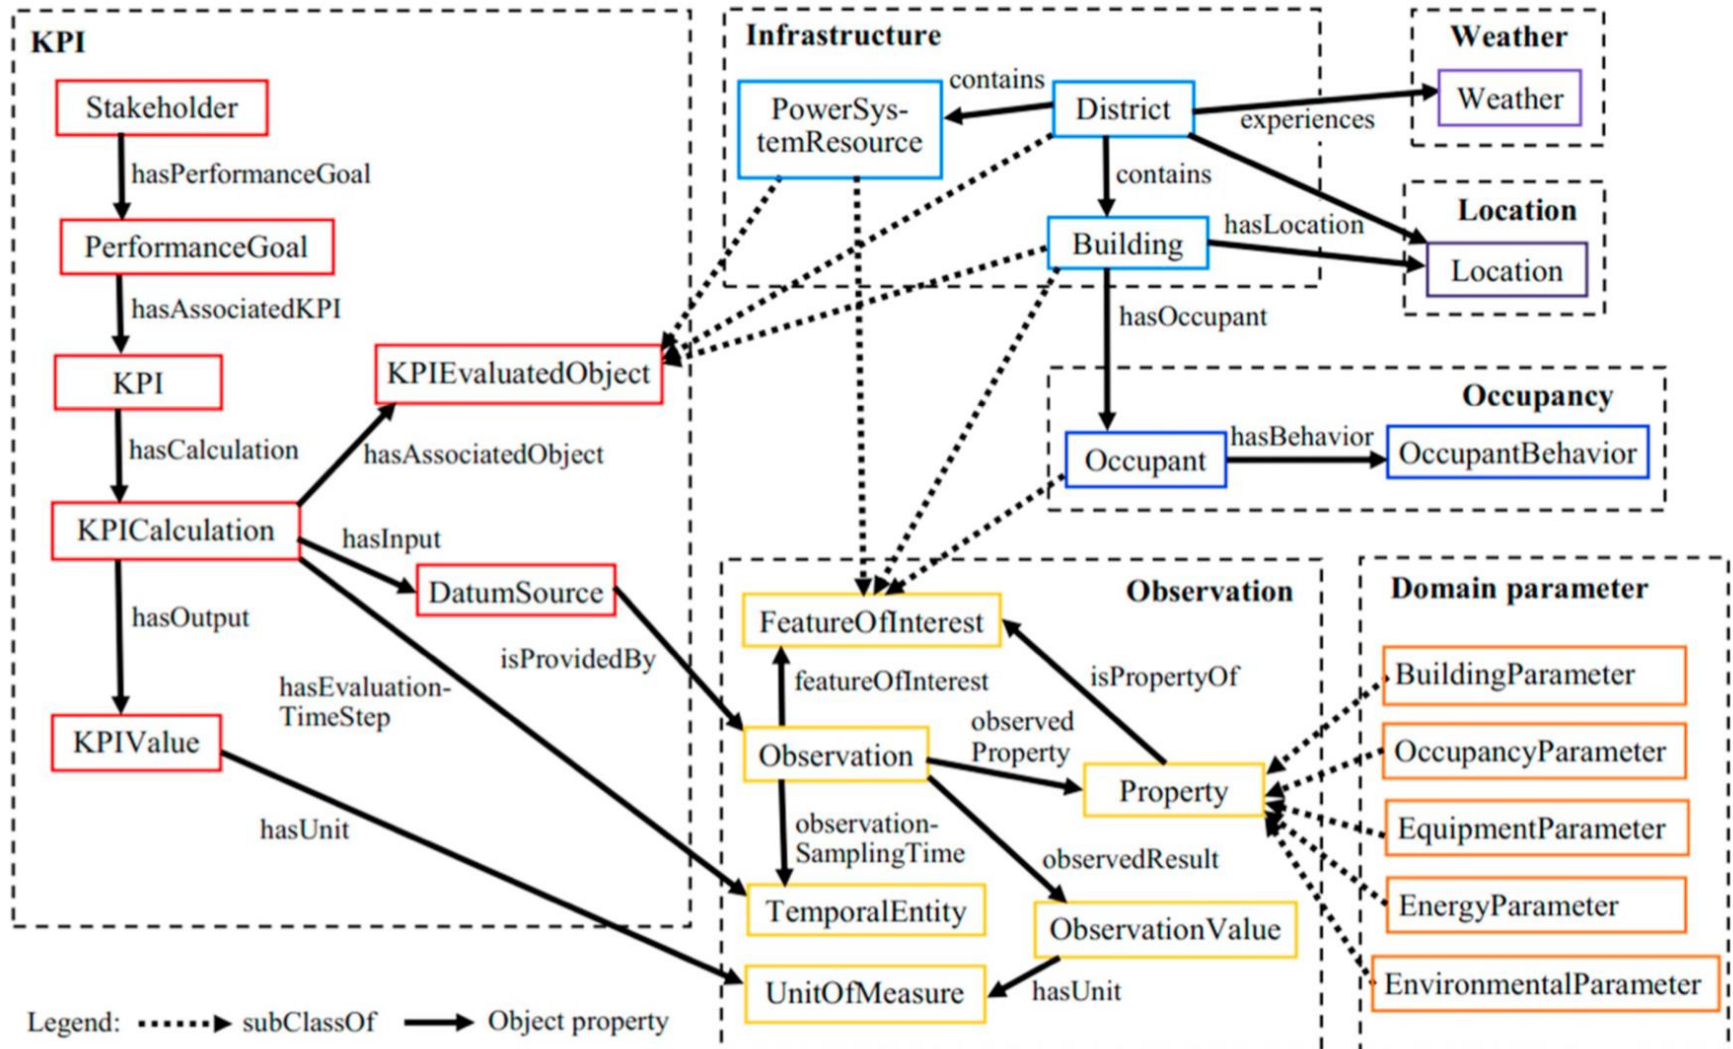 KPI
Stakeholder
hasPerformanceGoal
PerformanceGoal
hasAssociatedKPI
KPI
hasCalculation
KPICalculation
hasOutput
KPIValue
KPIEvaluatedObject
hasAssociatedObject
hasInput
DatumSource
isProvidedBy
hasEvaluation-
TimeStep
hasUnit
Infrastructure
PowerSys-
temResource
contains
District
experiences
contains
Building
hasLocation
hasOccupant
Weather
Weather
Location
Location
Occupancy
Occupant
hasBehavior
OccupantBehavior
Observation
FeatureOfInterest
featureOfInterest
isPropertyOf
Observation
observed
Property
Property
observation-
SamplingTime
observedResult
TemporalEntity
ObservationValue
UnitOfMeasure
hasUnit
Domain parameter
BuildingParameter
OccupancyParameter
EquipmentParameter
EnergyParameter
EnvironmentalParameter
Legend:
subClassOf
Object property